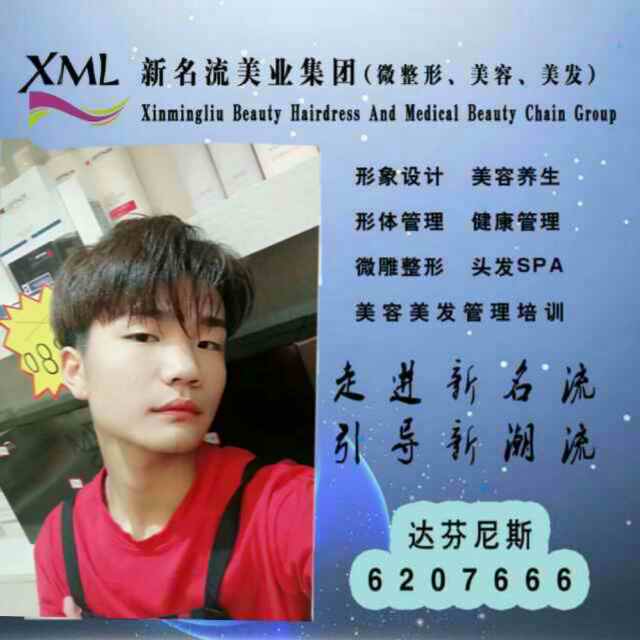 XML 新名流美业集团(微整形、美容、美发)
Xinmingliu Beauty Hairdress And Medical Beauty Chain Group
形象设计 美容养生
形体管理 健康管理
微雕整形 头发SPA
美容美发管理培训
走进新名流
引导新潮流
08
达芬尼斯
6207666